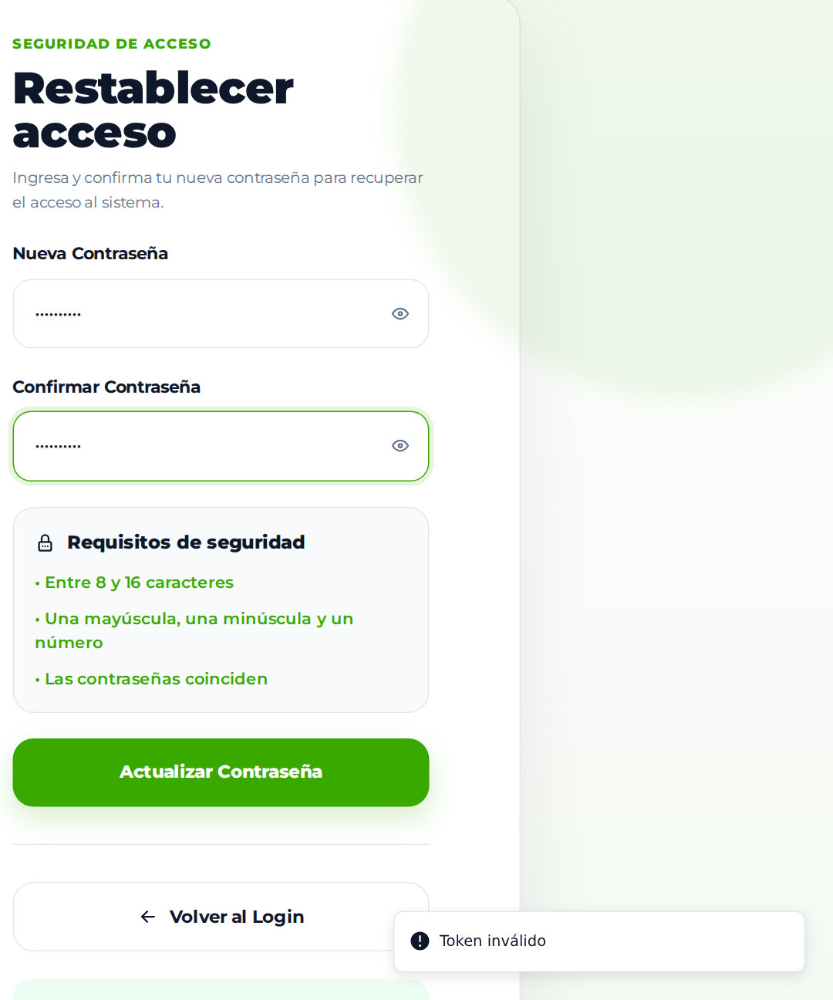 SEGURIDAD DE ACCESO
Restablecer
acceso
Ingresa y confirma tu nueva contraseña para recuperar
el acceso al sistema.
Nueva Contraseña
••••••••••
Confirmar Contraseña
••••••••••
Requisitos de seguridad
• Entre 8 y 16 caracteres
• Una mayúscula, una minúscula y un
número
• Las contraseñas coinciden
Actualizar Contraseña
Volver al Login
Token inválido